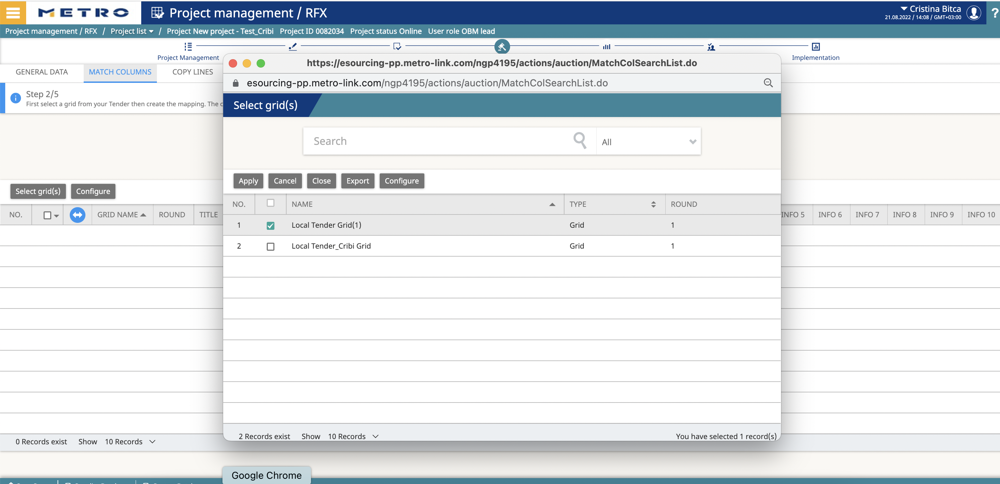 METRO
Project management / RFX
Cristina Bitca
21.08.2022 / 14:08 / GMT+03:00
?
Project management / RFX / Project list / Project New project - Test_Cribi Project ID 0082034 Project status Online User role OBM lead
Project Management
Implementation
GENERAL DATA
MATCH COLUMNS
COPY LINES
Step 2/5
First select a grid from your Tender then create the mapping. The
Select grid(s)
Configure
NO.
GRID NAME
ROUND
TITLE
INFO 5
INFO 6
INFO 7
INFO 8
INFO 9
INFO 10
0 Records exist
Show
10 Records
https://esourcing-pp.metro-link.com/ngp4195/actions/auction/MatchColSearchList.do
esourcing-pp.metro-link.com/ngp4195/actions/auction/MatchColSearchList.do
Select grid(s)
Search
All
Apply
Cancel
Close
Export
Configure
NO.
NAME
TYPE
ROUND
1 Local Tender Grid(1) Grid 1
2 Local Tender_Cribi Grid Grid 1
2 Records exist
Show
10 Records
You have selected 1 record(s)
Google Chrome